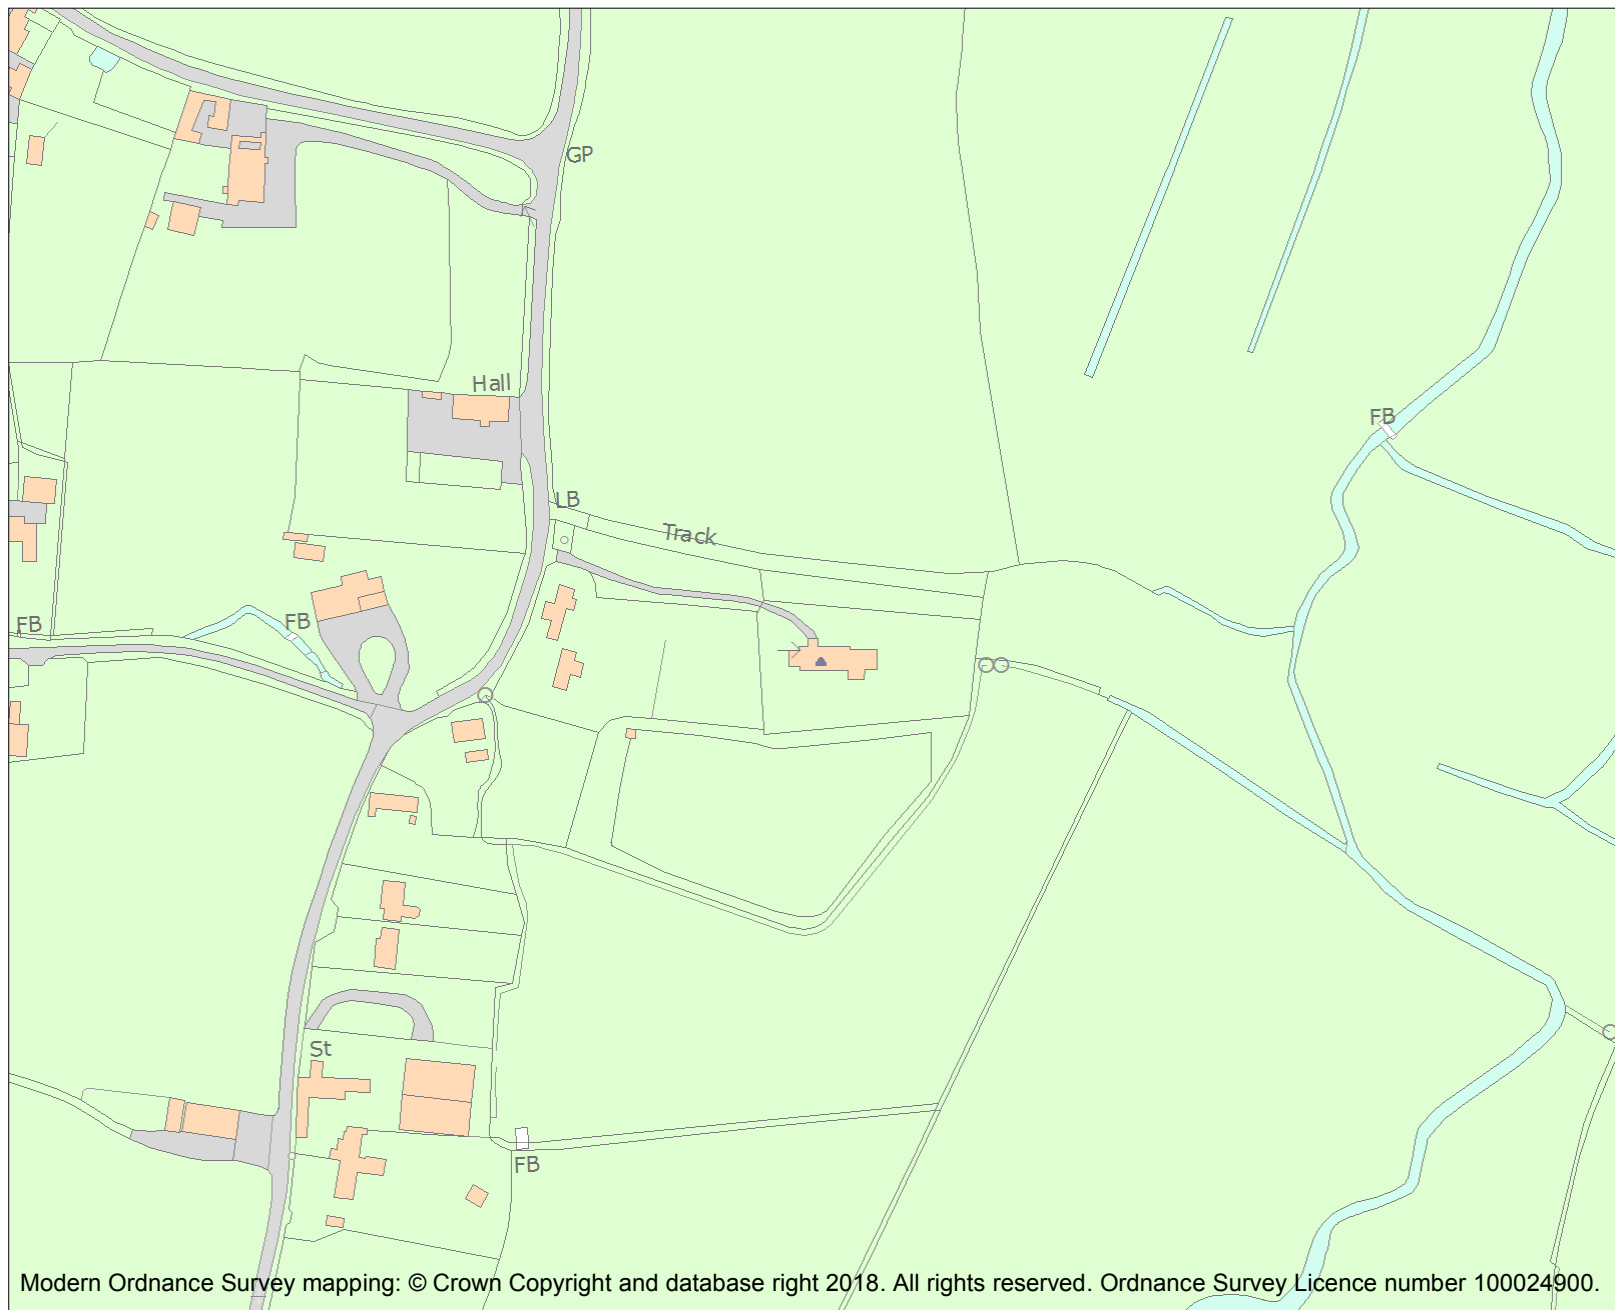 GP
Hall
FB
LB
Track
FB
FB
St
FB
Modern Ordnance Survey mapping: © Crown Copyright and database right 2018. All rights reserved. Ordnance Survey Licence number 100024900.